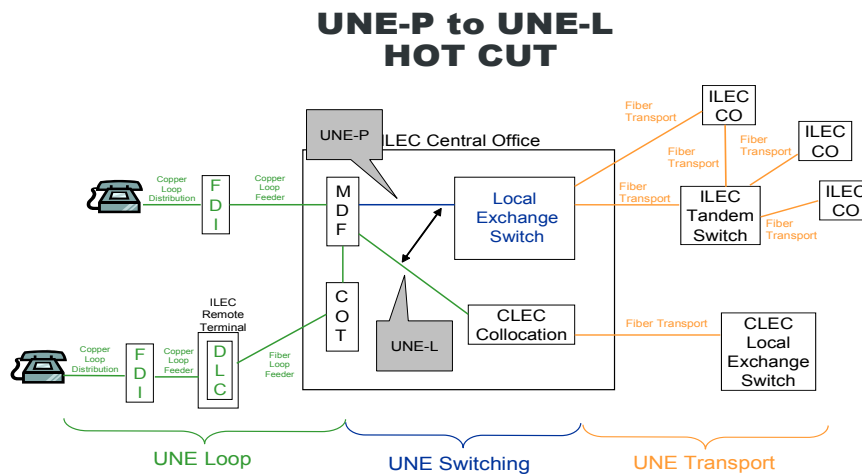 UNE-P to UNE-L
HOT CUT
UNE-P
ILEC Central Office
Fiber
Transport
ILEC
CO
Fiber
Transport
Fiber
Transport
ILEC
CO
Copper
Loop
Distribution
F
D
I
Copper
Loop
Feeder
M
D
F
Local
Exchange
Switch
Fiber
Transport
ILEC
Tandem
Switch
Fiber
Transport
ILEC
CO
ILEC
Remote
Terminal
C
O
T
UNE-L
CLEC
Collocation
Fiber Transport
CLEC
Local
Exchange
Switch
Copper
Loop
Distribution
F
D
I
Copper
Loop
Feeder
D
L
C
Fiber
Loop
Feeder
UNE Loop
UNE Switching
UNE Transport